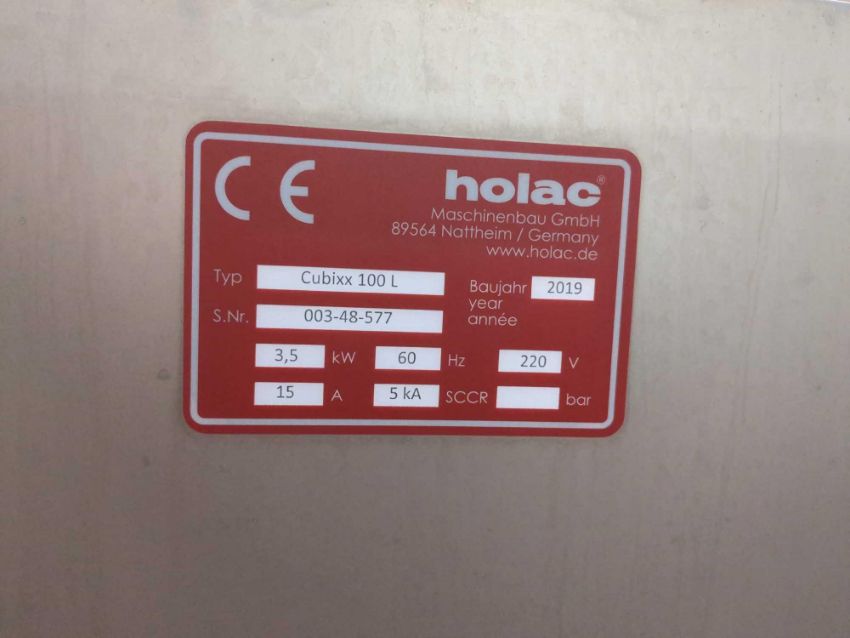 CE
holac®
Maschinenbau GmbH
89564 Nattheim / Germany
www.holac.de
Typ Cubixx 100 L
Baujahr 2019
year
année
S.Nr. 003-48-577
3,5 kW 60 Hz 220 V
15 A 5 kA SCCR bar